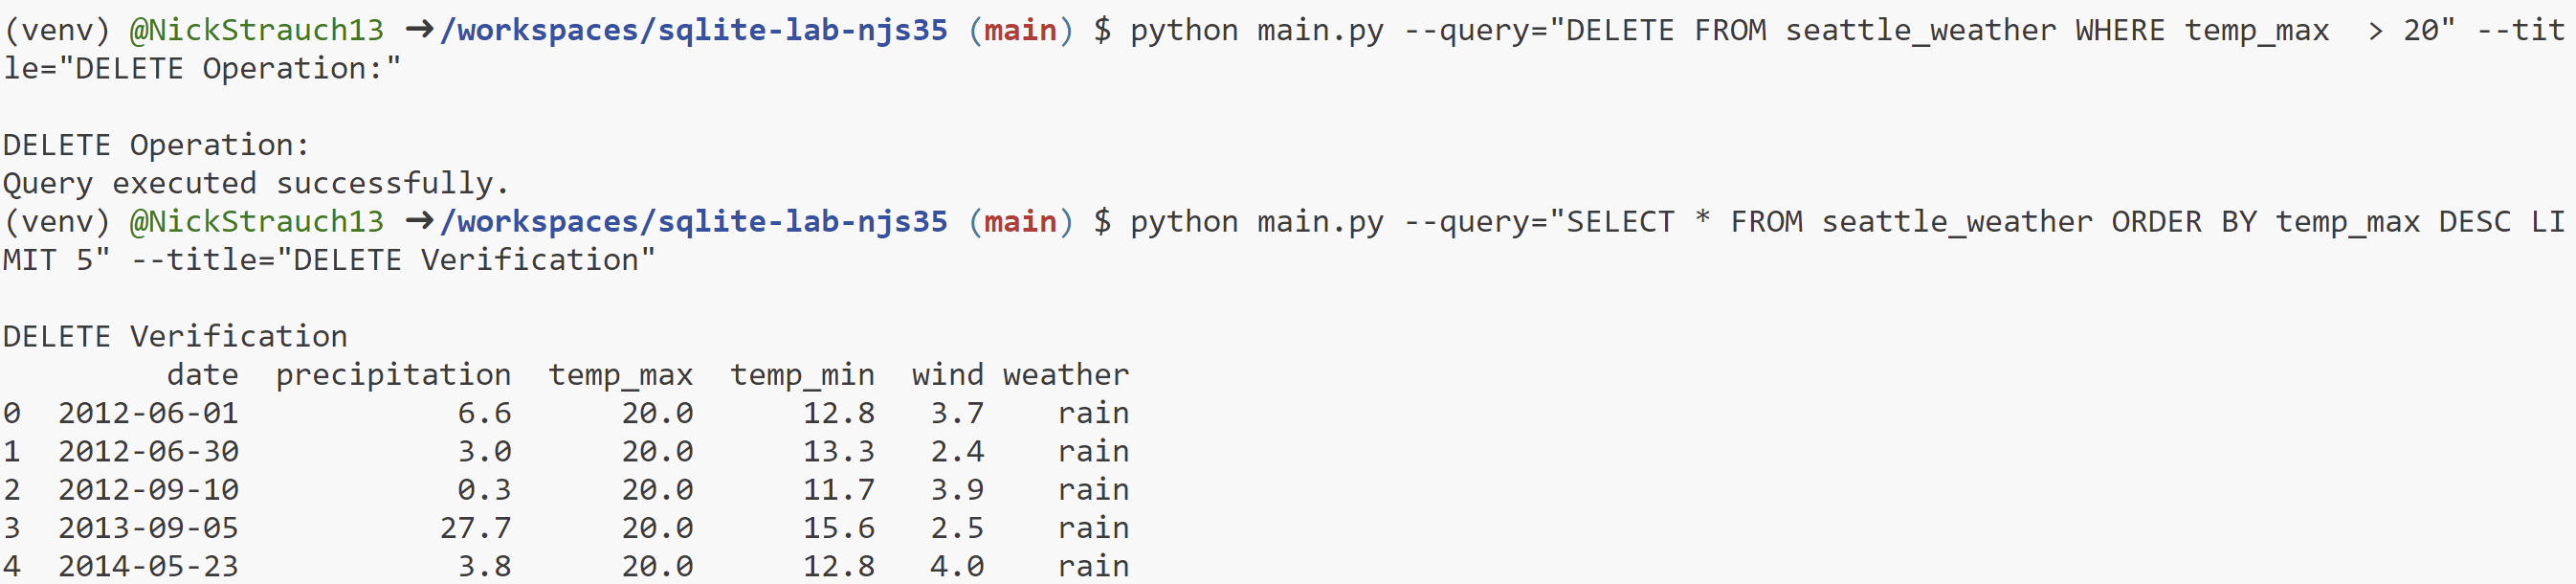 (venv) @NickStrauch13 ➜/workspaces/sqlite-lab-njs35 (main) $ python main.py --query="DELETE FROM seattle_weather WHERE temp_max  > 20" --tit
le="DELETE Operation:"

DELETE Operation:
Query executed successfully.
(venv) @NickStrauch13 ➜/workspaces/sqlite-lab-njs35 (main) $ python main.py --query="SELECT * FROM seattle_weather ORDER BY temp_max DESC LI
MIT 5" --title="DELETE Verification"

DELETE Verification
         date  precipitation  temp_max  temp_min  wind weather
0  2012-06-01            6.6      20.0      12.8   3.7    rain
1  2012-06-30            3.0      20.0      13.3   2.4    rain
2  2012-09-10            0.3      20.0      11.7   3.9    rain
3  2013-09-05           27.7      20.0      15.6   2.5    rain
4  2014-05-23            3.8      20.0      12.8   4.0    rain